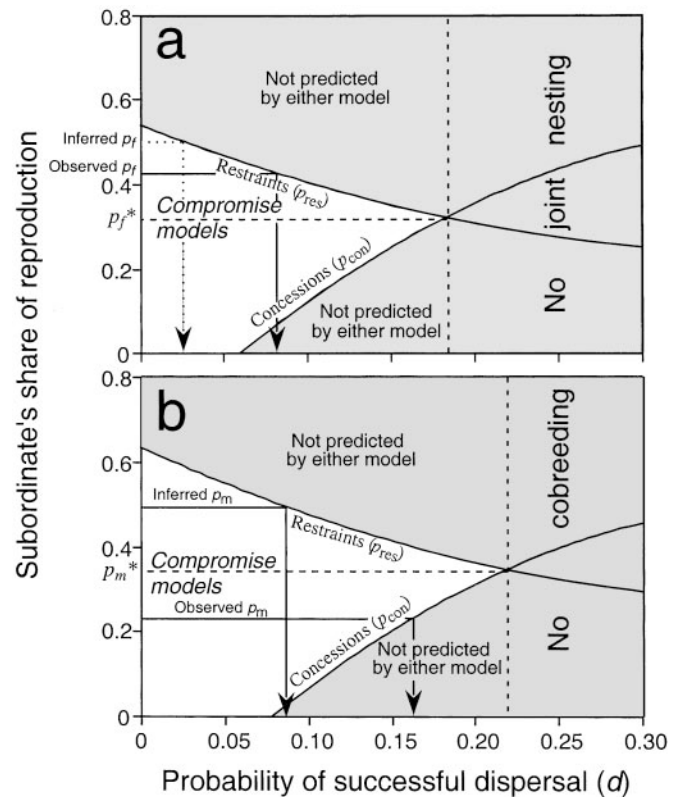 Subordinate's share of reproduction
a
0.8
0.6
0.4
0.2
0
Not predicted
by either model
Inferred pf
Observed pf
pf*
Restraints (pres)
Compromise
models
Concessions (pcon)
Not predicted
by either model
No joint nesting
b
0.8
0.6
0.4
0.2
0
Not predicted
by either model
Inferred pm
Restraints (pres)
Compromise
models
pm*
Observed pm
Concessions (pcon)
Not predicted
by either model
No cobreeding
0 0.05 0.10 0.15 0.20 0.25 0.30
Probability of successful dispersal (d)